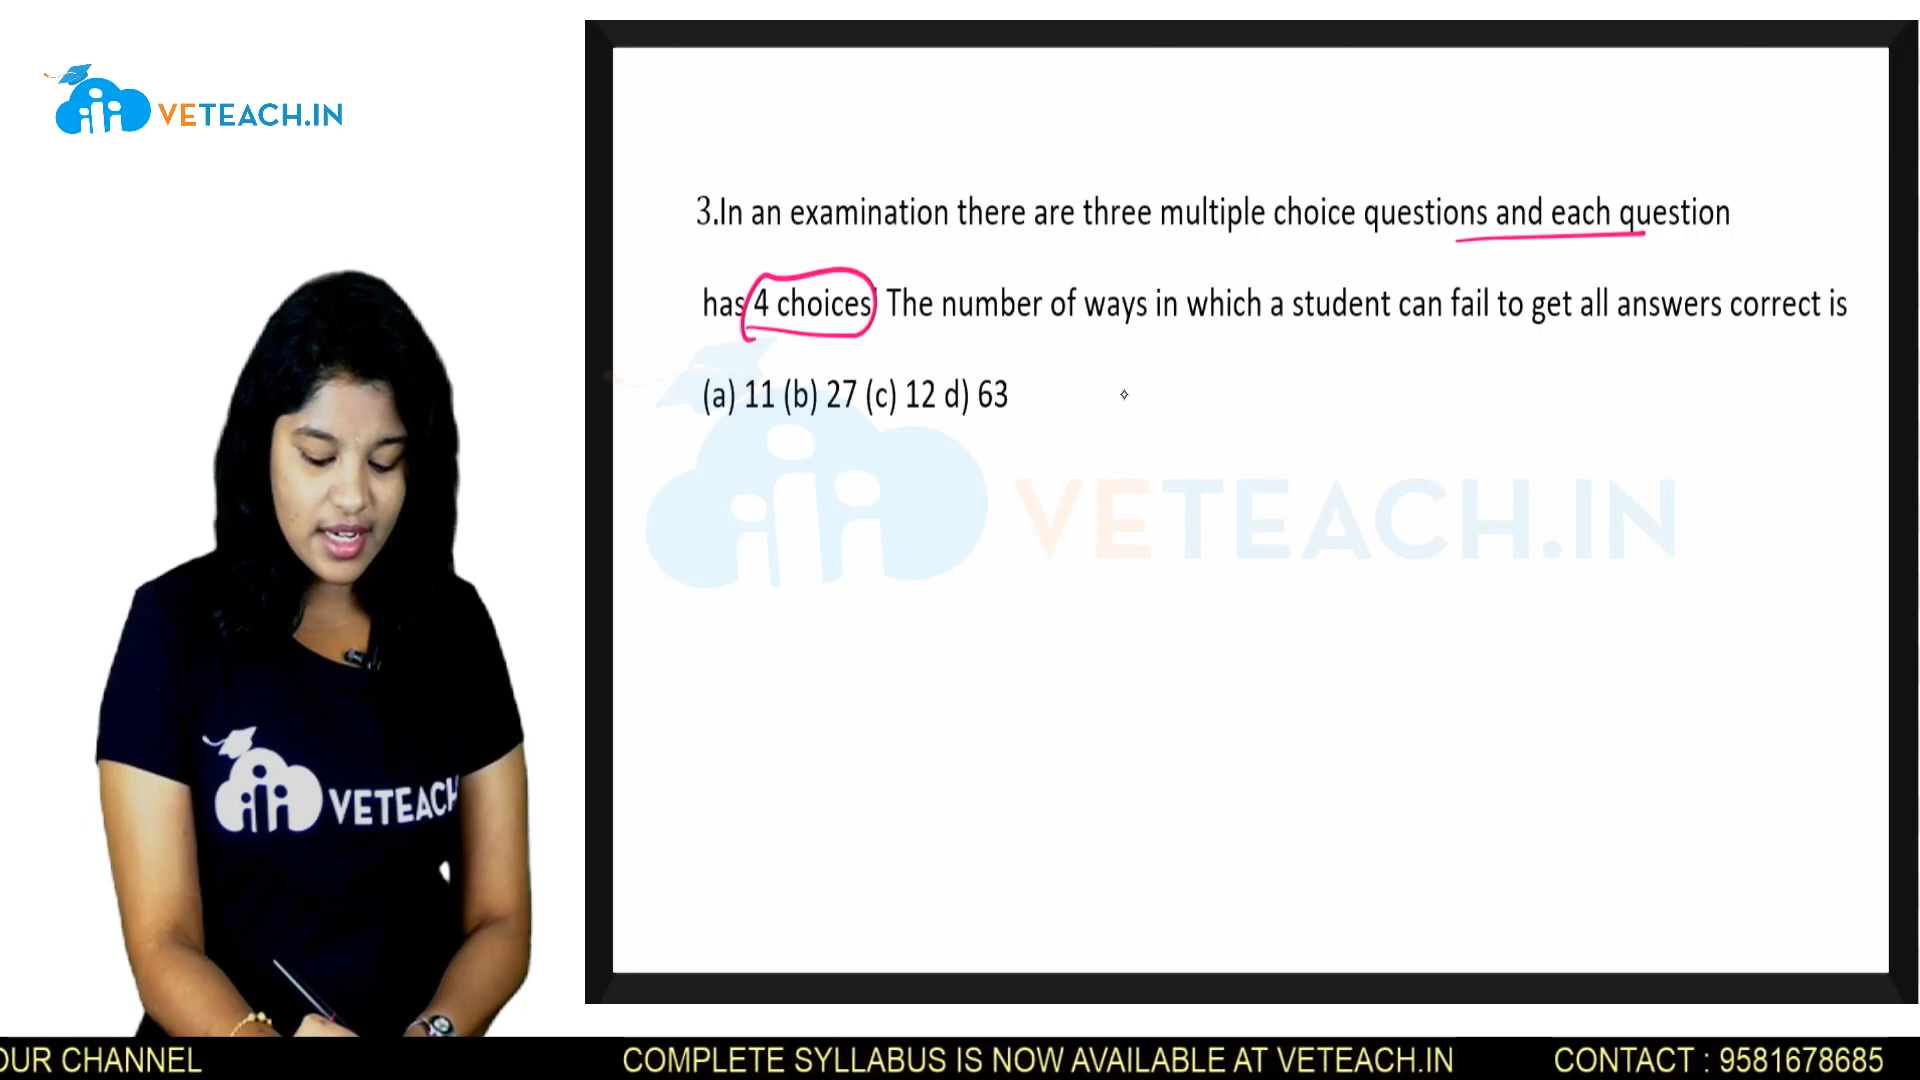 VETEACH.IN
3.In an examination there are three multiple choice questions and each question
has 4 choices The number of ways in which a student can fail to get all answers correct is
(a) 11 (b) 27 (c) 12 d) 63
VETEACH.IN
VETEACH
OUR CHANNEL COMPLETE SYLLABUS IS NOW AVAILABLE AT VETEACH.IN CONTACT : 9581678685